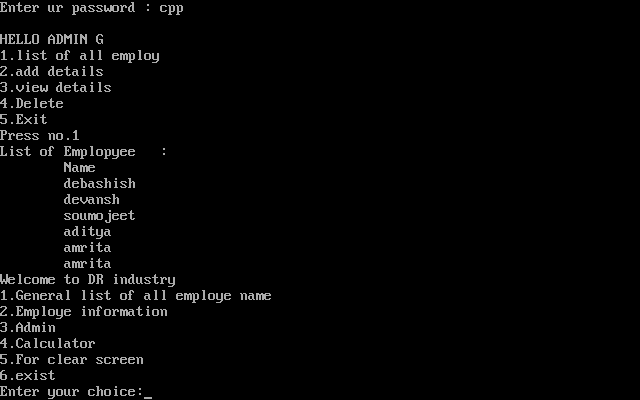 Enter ur password : cpp
HELLO ADMIN G
1.list of all employ
2.add details
3.view details
4.Delete
5.Exit
Press no.1
List of Emplopyee   :
Name
debashish
devansh
soumojeet
aditya
amrita
amrita
Welcome to DR industry
1.General list of all employe name
2.Employe information
3.Admin
4.Calculator
5.For clear screen
6.exist
Enter your choice:_